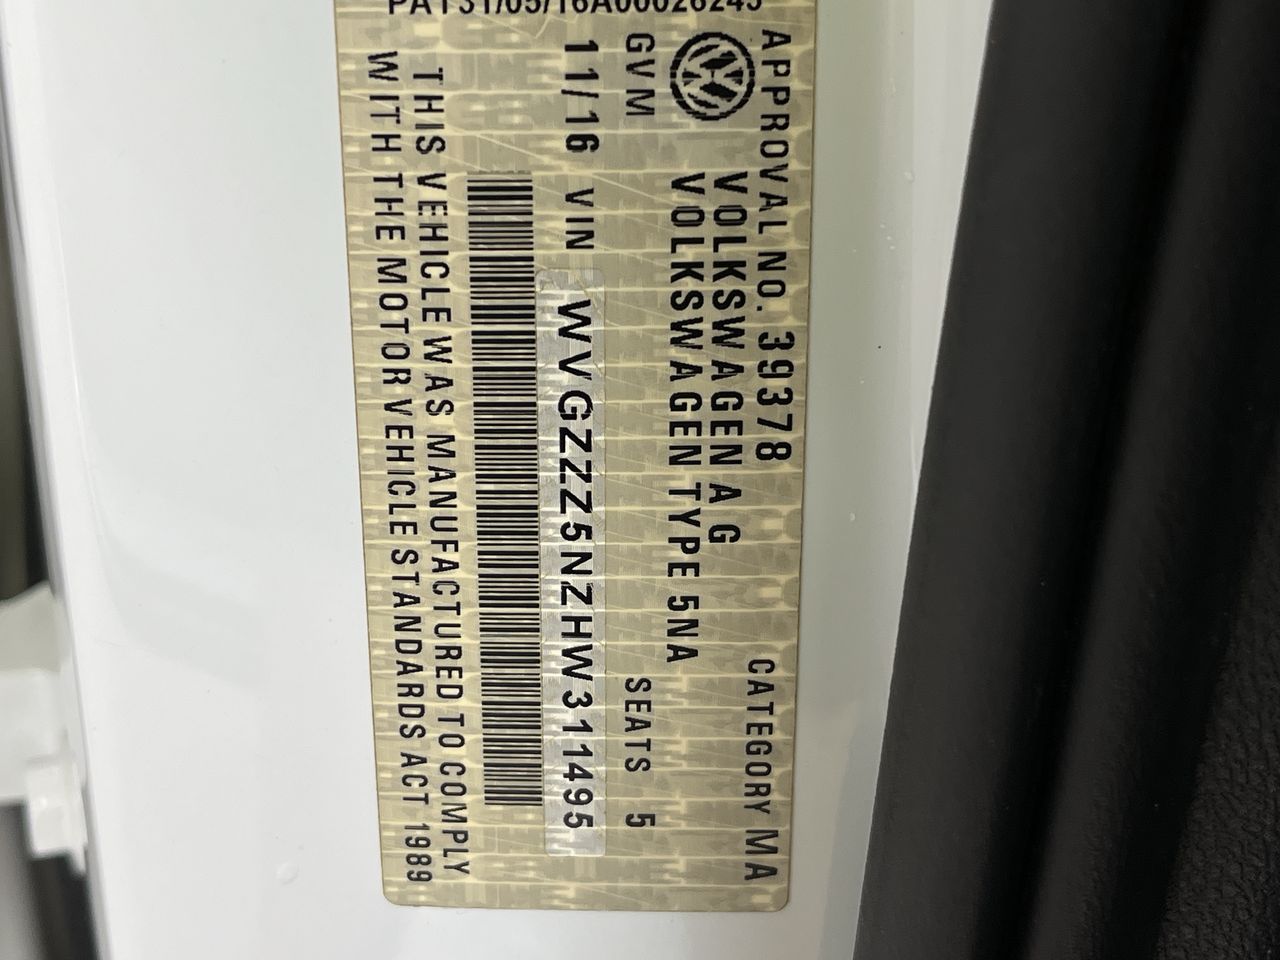 APPROVAL NO. 39378 CATEGORY MA
VOLKSWAGEN AG
VOLKSWAGEN TYPE 5NA
GVM SEATS 5
11/16 VIN WVGZZZ5NZHW311495
THIS VEHICLE WAS MANUFACTURED TO COMPLY
WITH THE MOTOR VEHICLE STANDARDS ACT 1989